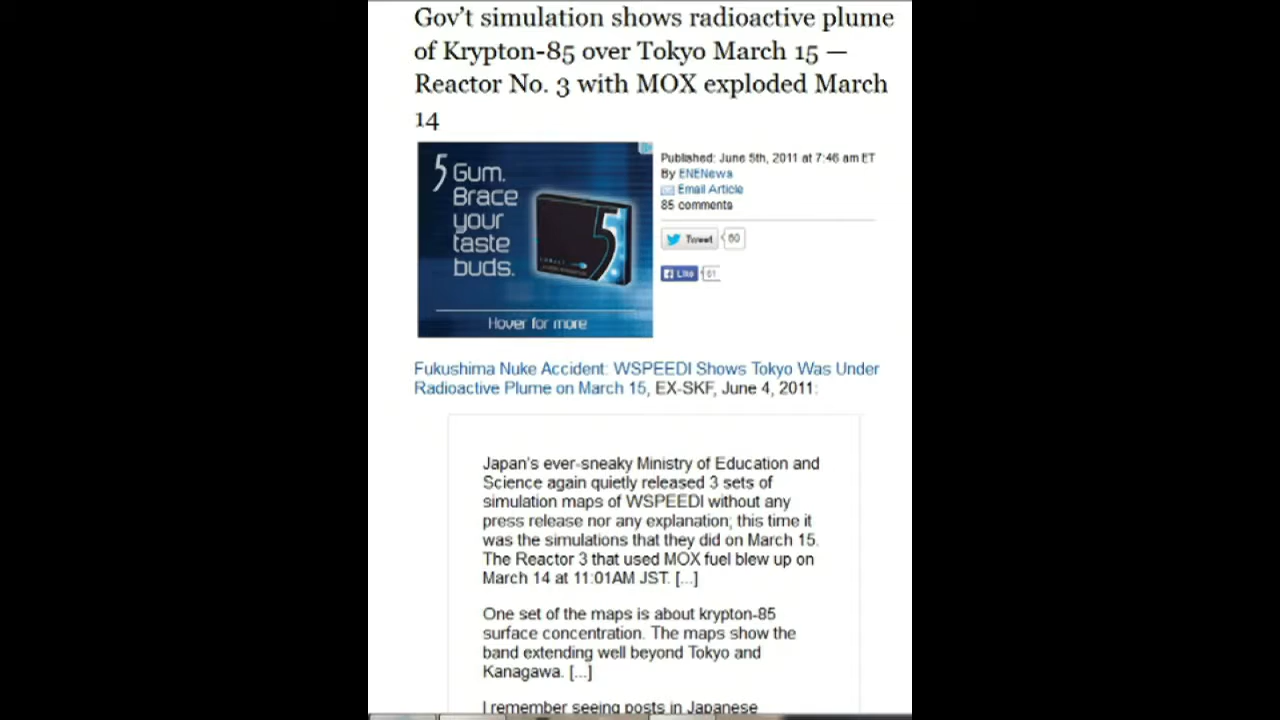 Gov't simulation shows radioactive plume
of Krypton-85 over Tokyo March 15 —
Reactor No. 3 with MOX exploded March
14
5 Gum.
Brace
your
taste
buds.
5
Hover for more
Published: June 5th, 2011 at 7:46 am ET
By ENENews
Email Article
85 comments
Tweet 60
Like 61
Fukushima Nuke Accident: WSPEEDI Shows Tokyo Was Under
Radioactive Plume on March 15, EX-SKF, June 4, 2011:
Japan's ever-sneaky Ministry of Education and
Science again quietly released 3 sets of
simulation maps of WSPEEDI without any
press release nor any explanation; this time it
was the simulations that they did on March 15.
The Reactor 3 that used MOX fuel blew up on
March 14 at 11:01AM JST. [...]
One set of the maps is about krypton-85
surface concentration. The maps show the
band extending well beyond Tokyo and
Kanagawa. [...]
I remember seeing posts in Japanese